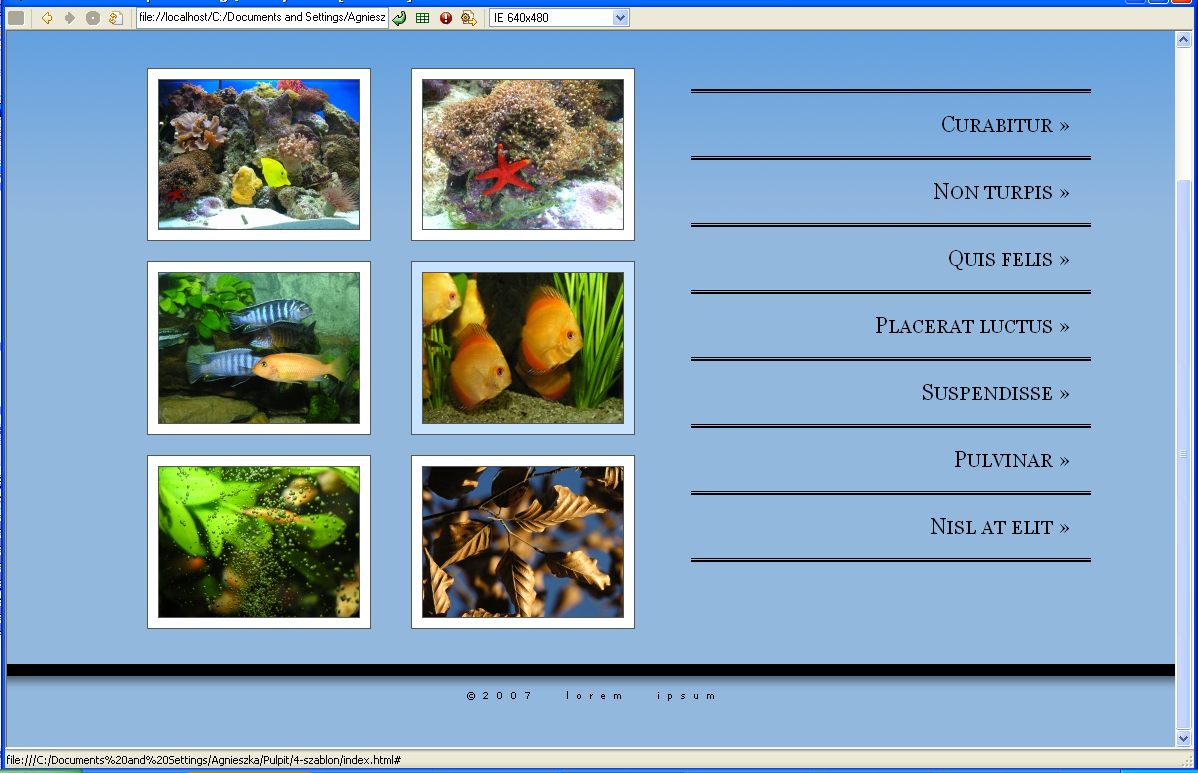 file://localhost/C:/Documents and Settings/Agniesz
IE 640x480
Curabitur »
Non turpis »
Quis felis »
Placerat luctus »
Suspendisse »
Pulvinar »
Nisl at elit »
©2007 lorem ipsum
file:///C:/Documents%20and%20Settings/Agnieszka/Pulpit/4-szablon/index.html#